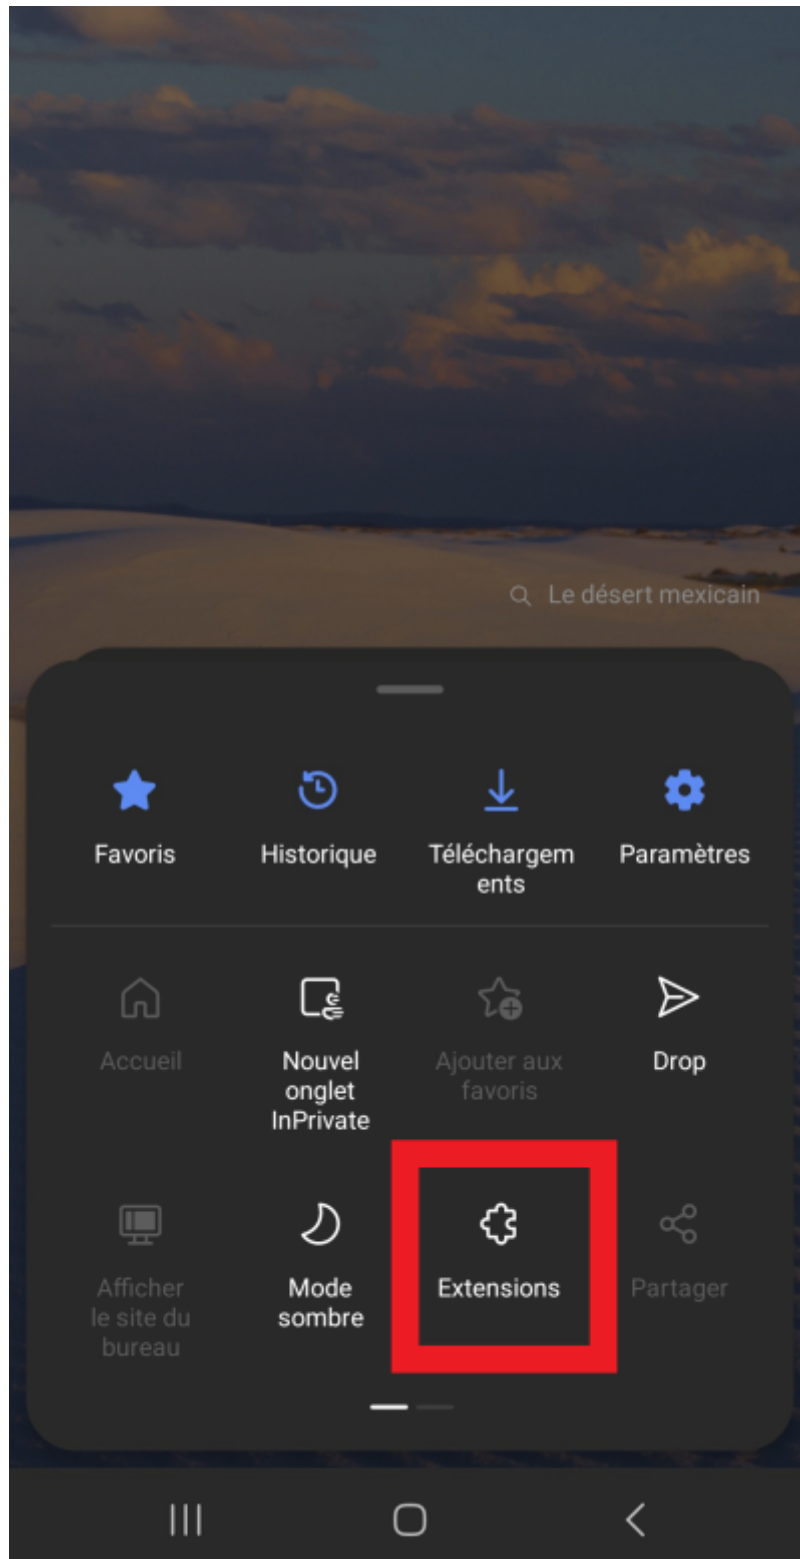 Le désert mexicain
Favoris
Historique
Téléchargem
ents
Paramètres
Accueil
Nouvel
onglet
InPrivate
Ajouter aux
favoris
Drop
Afficher
le site du
bureau
Mode
sombre
Extensions
Partager